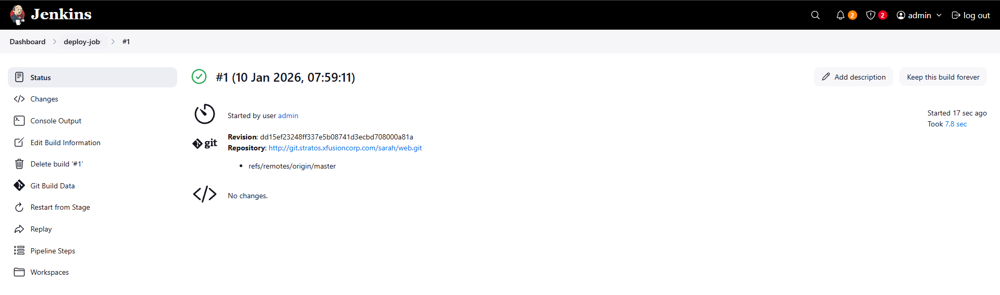 Jenkins
2
2
admin
log out
Dashboard
deploy-job
#1
Status
Changes
Console Output
Edit Build Information
Delete build ‘#1’
Git Build Data
Restart from Stage
Replay
Pipeline Steps
Workspaces
#1 (10 Jan 2026, 07:59:11)
Add description
Keep this build forever
Started by user admin
Started 17 sec ago
Took 7.8 sec
git
Revision: dd15ef23248ff337e5b08741d3ecbd708000a81a
Repository: http://git.stratos.xfusioncorp.com/sarah/web.git
refs/remotes/origin/master
No changes.